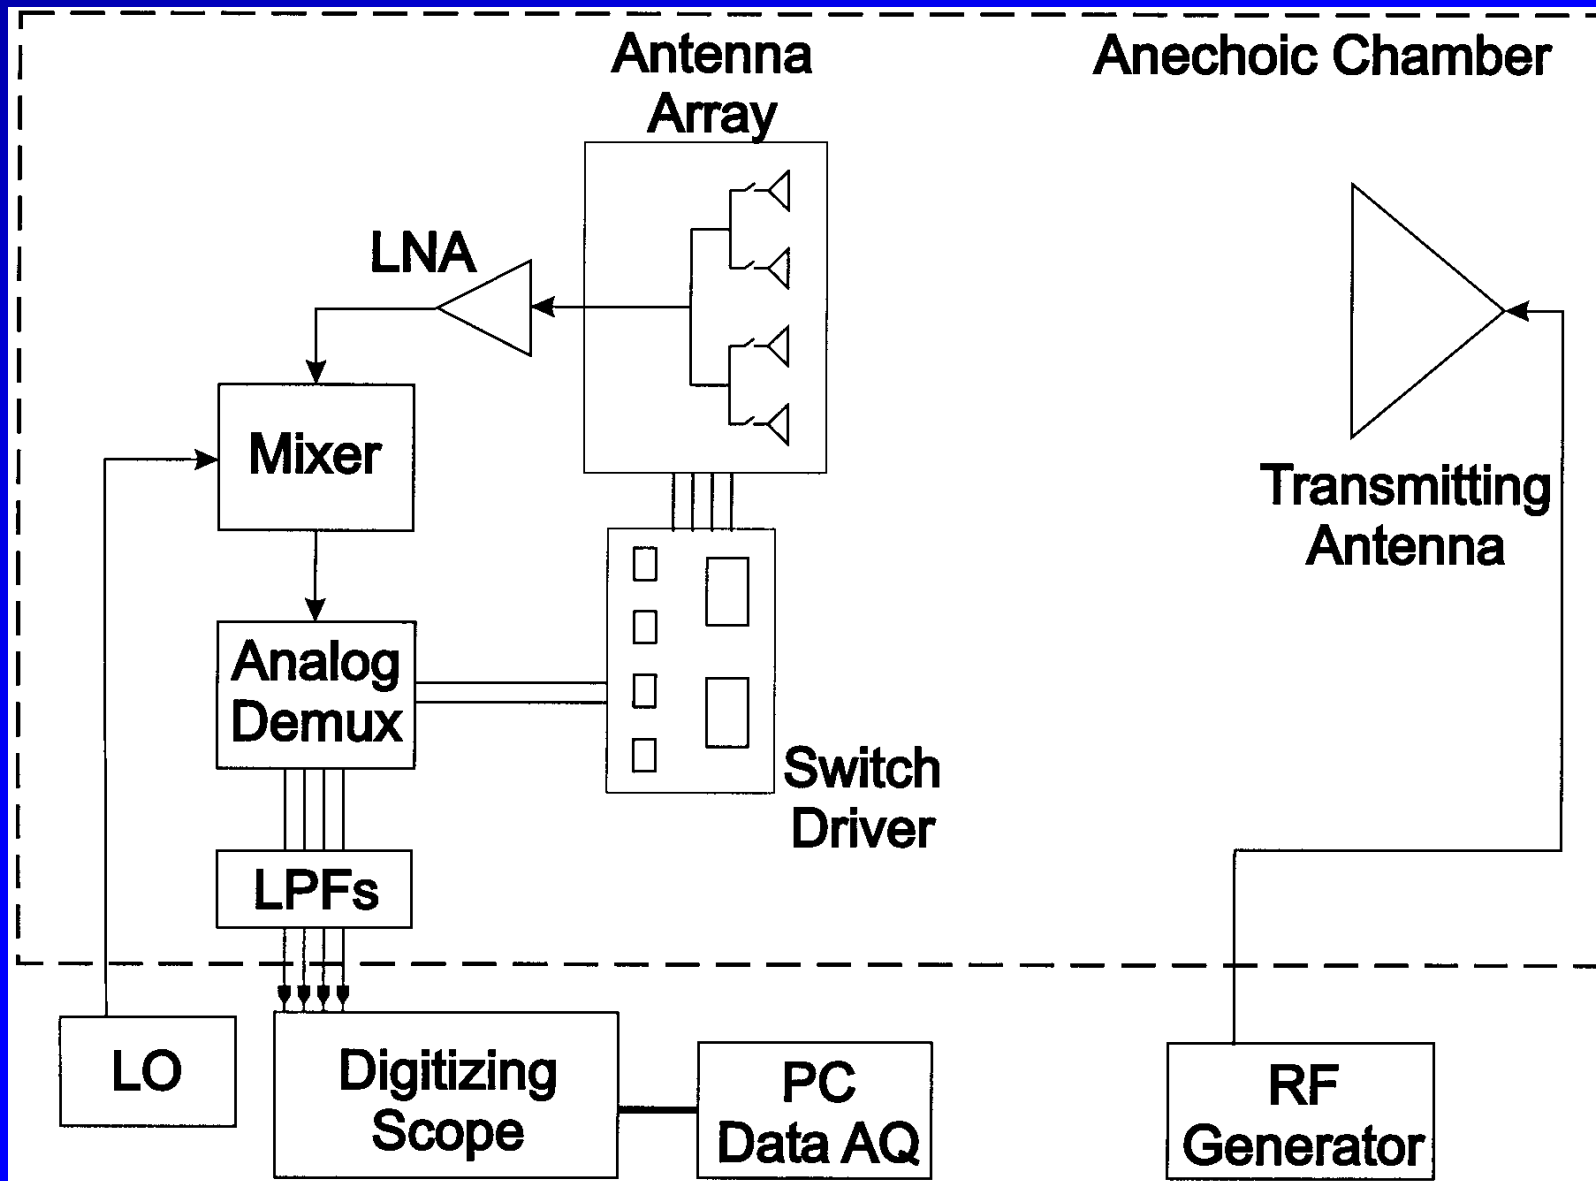 Antenna
Array
Anechoic Chamber
LNA
Mixer
Transmitting
Antenna
Analog
Demux
Switch
Driver
LPFs
LO
Digitizing
Scope
PC
Data AQ
RF
Generator